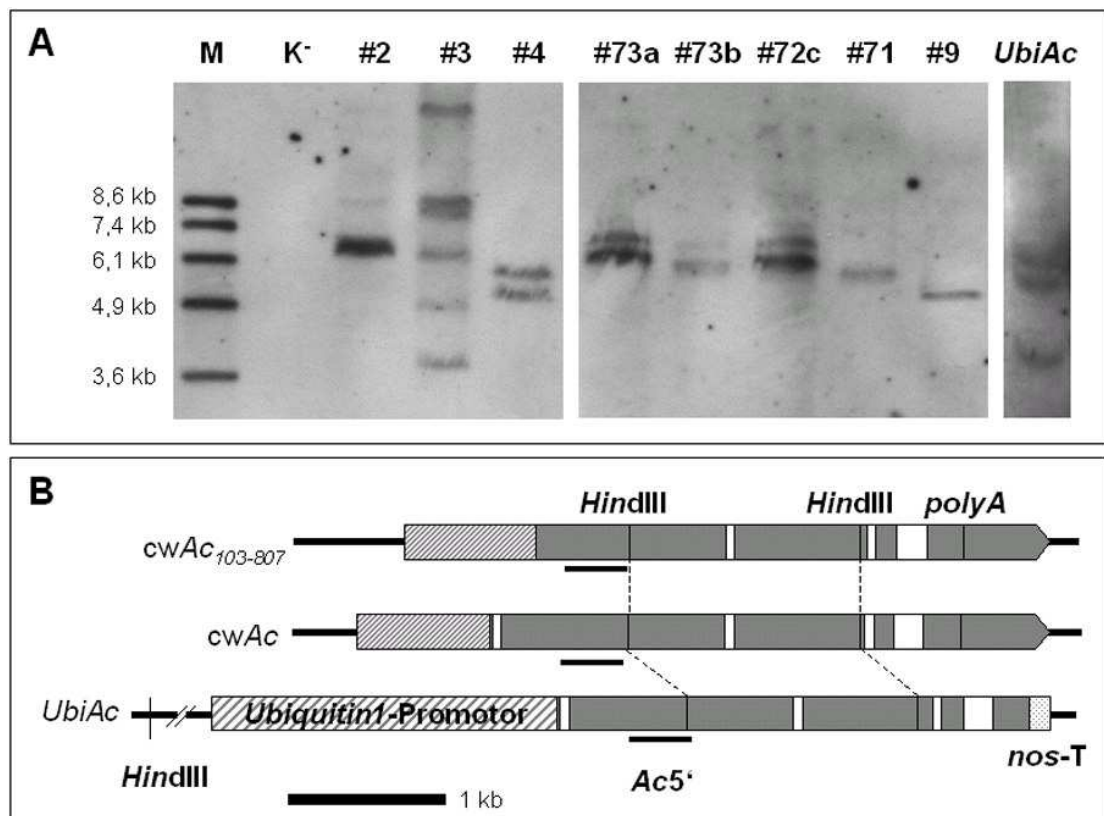 A
M K- #2 #3 #4 #73a #73b #72c #71 #9 UbiAc
8,6 kb
7,4 kb
6,1 kb
4,9 kb
3,6 kb
B
HindIII HindIII polyA
cwAc103-807
cwAc
UbiAc Ubiquitin1-Promotor
HindIII Ac5‘ nos-T
1 kb